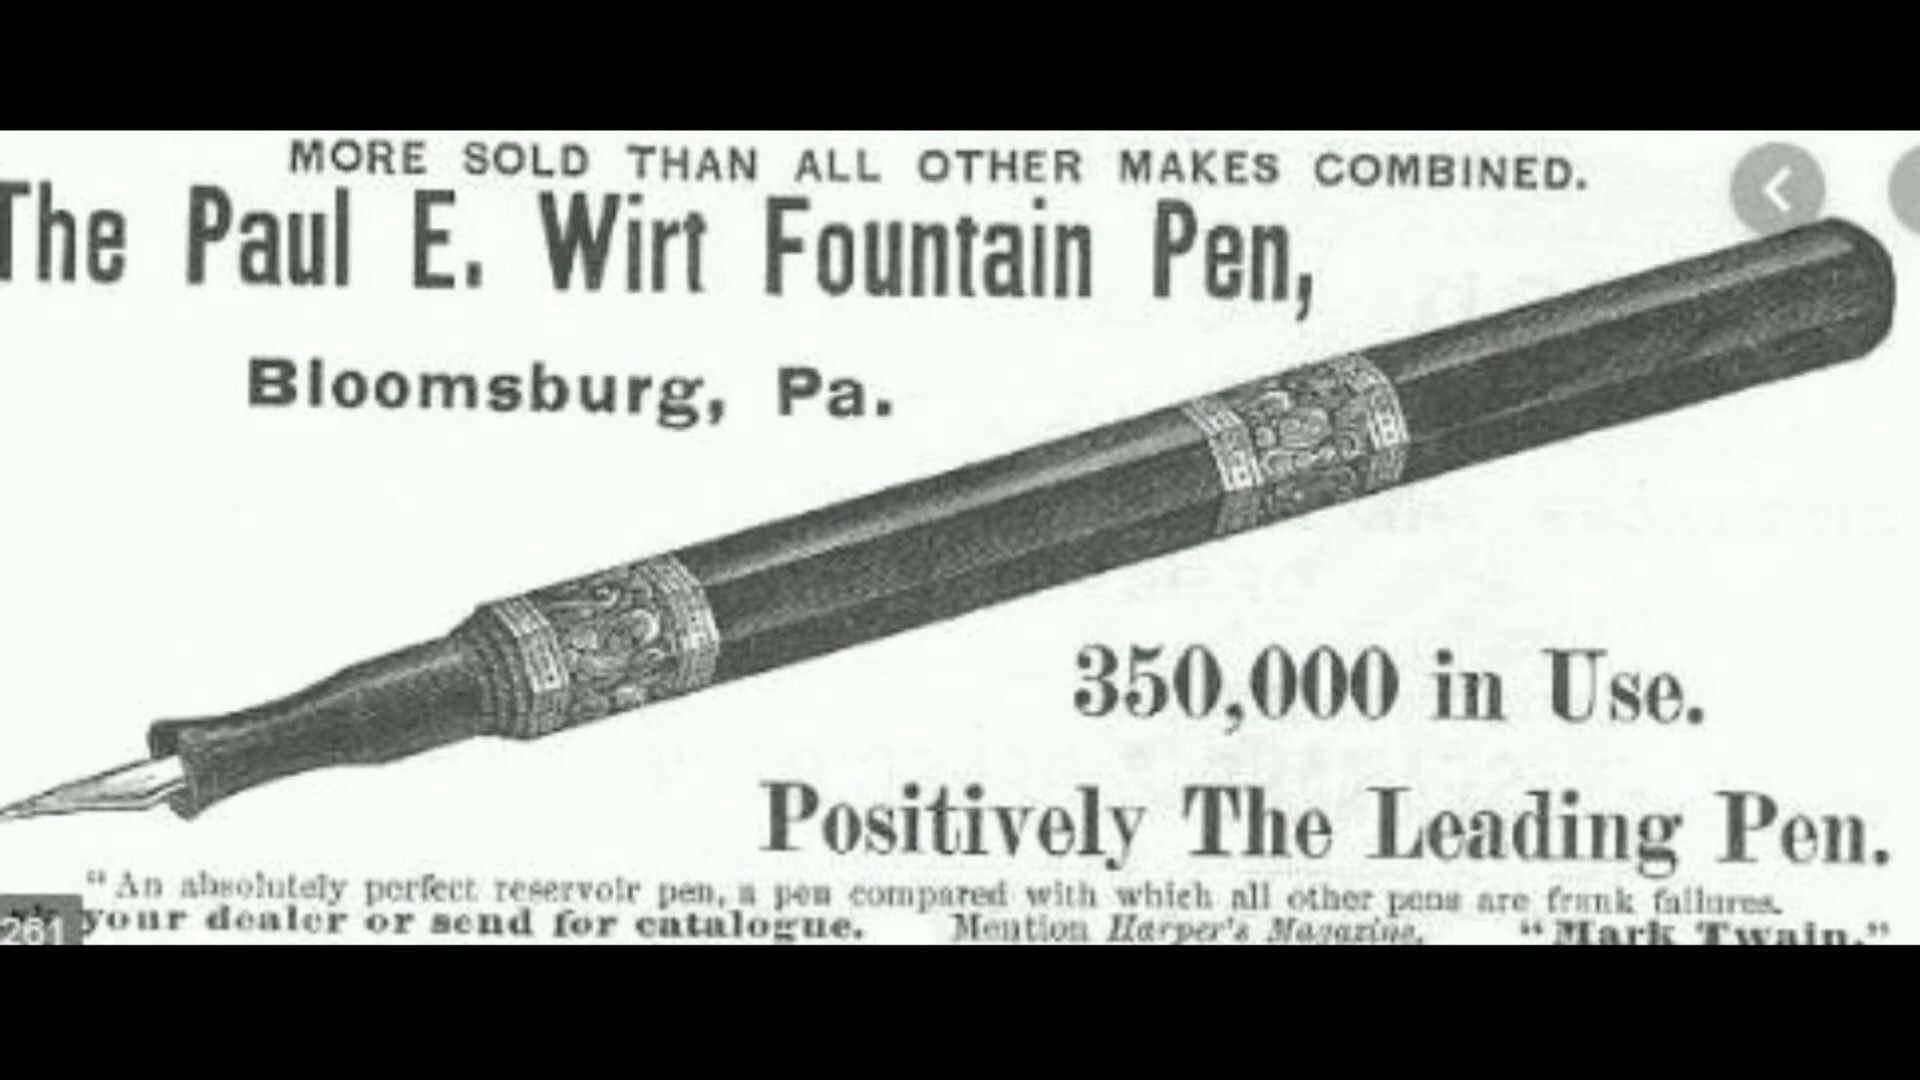 MORE SOLD THAN ALL OTHER MAKES COMBINED.
The Paul E. Wirt Fountain Pen,
Bloomsburg, Pa.
350,000 in Use.
Positively The Leading Pen.
"An absolutely perfect reservoir pen, a pen compared with which all other pens are frank failures.
your dealer or send for catalogue. Mention Harper's Magazine. "Mark Twain."
261